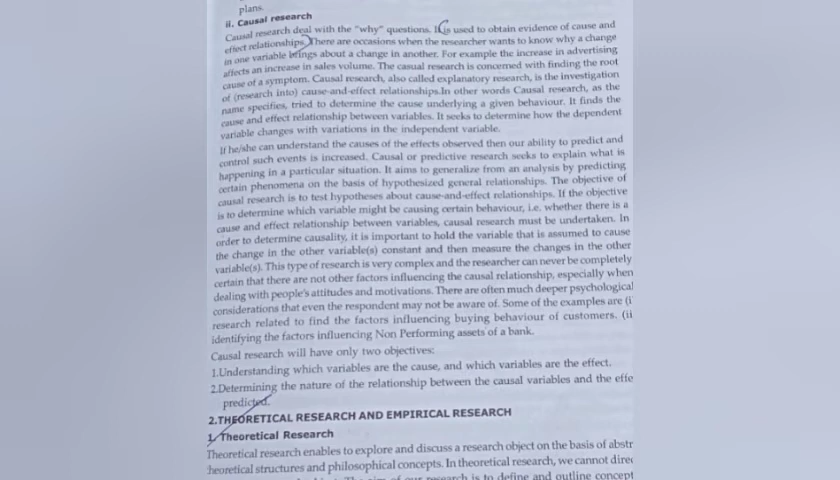 plans.
ii. Causal research
Causal research deal with the "why" questions. It is used to obtain evidence of cause and
effect relationships. There are occasions when the researcher wants to know why a change
in one variable brings about a change in another. For example the increase in advertising
affects an increase in sales volume. The casual research is concerned with finding the root
cause of a symptom. Causal research, also called explanatory research, is the investigation
of (research into) cause-and-effect relationships.In other words Causal research, as the
name specifies, tried to determine the cause underlying a given behaviour. It finds the
cause and effect relationship between variables. It seeks to determine how the dependent
variable changes with variations in the independent variable.
If he/she can understand the causes of the effects observed then our ability to predict and
control such events is increased. Causal or predictive research seeks to explain what is
happening in a particular situation. It aims to generalize from an analysis by predicting
certain phenomena on the basis of hypothesized general relationships. The objective of
causal research is to test hypotheses about cause-and-effect relationships. If the objective
is to determine which variable might be causing certain behaviour, i.e. whether there is a
cause and effect relationship between variables, causal research must be undertaken. In
order to determine causality, it is important to hold the variable that is assumed to cause
the change in the other variable(s) constant and then measure the changes in the other
variable(s). This type of research is very complex and the researcher can never be completely
certain that there are not other factors influencing the causal relationship, especially when
dealing with people's attitudes and motivations. There are often much deeper psychological
considerations that even the respondent may not be aware of. Some of the examples are (i
research related to find the factors influencing buying behaviour of customers. (ii
identifying the factors influencing Non Performing assets of a bank.
Causal research will have only two objectives:
1.Understanding which variables are the cause, and which variables are the effect.
2.Determining the nature of the relationship between the causal variables and the effe
predicted.
2.THEORETICAL RESEARCH AND EMPIRICAL RESEARCH
1. Theoretical Research
Theoretical research enables to explore and discuss a research object on the basis of abstr
theoretical structures and philosophical concepts. In theoretical research, we cannot direc
research is to define and outline concept